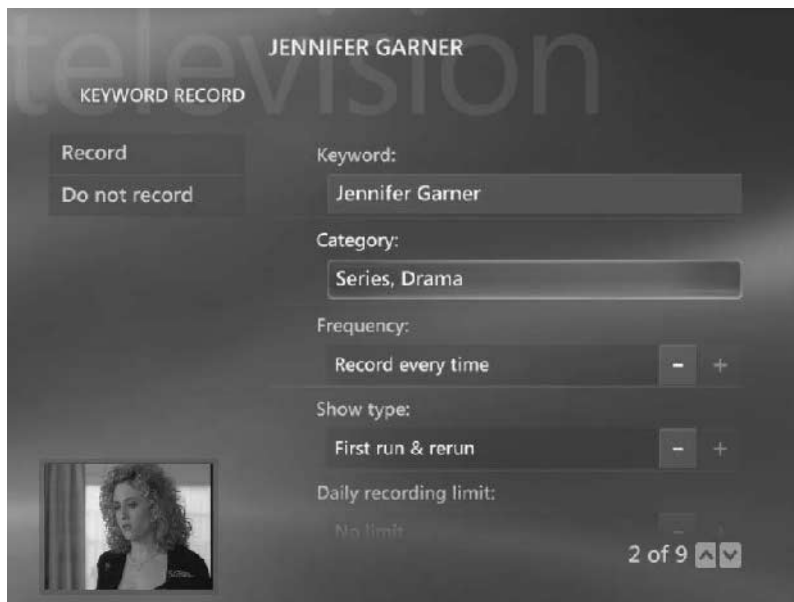 television
JENNIFER GARNER
KEYWORD RECORD
Record
Do not record
Keyword:
Jennifer Garner
Category:
Series, Drama
Frequency:
Record every time
- +
Show type:
First run & rerun
- +
Daily recording limit:
No limit
- +
2 of 9